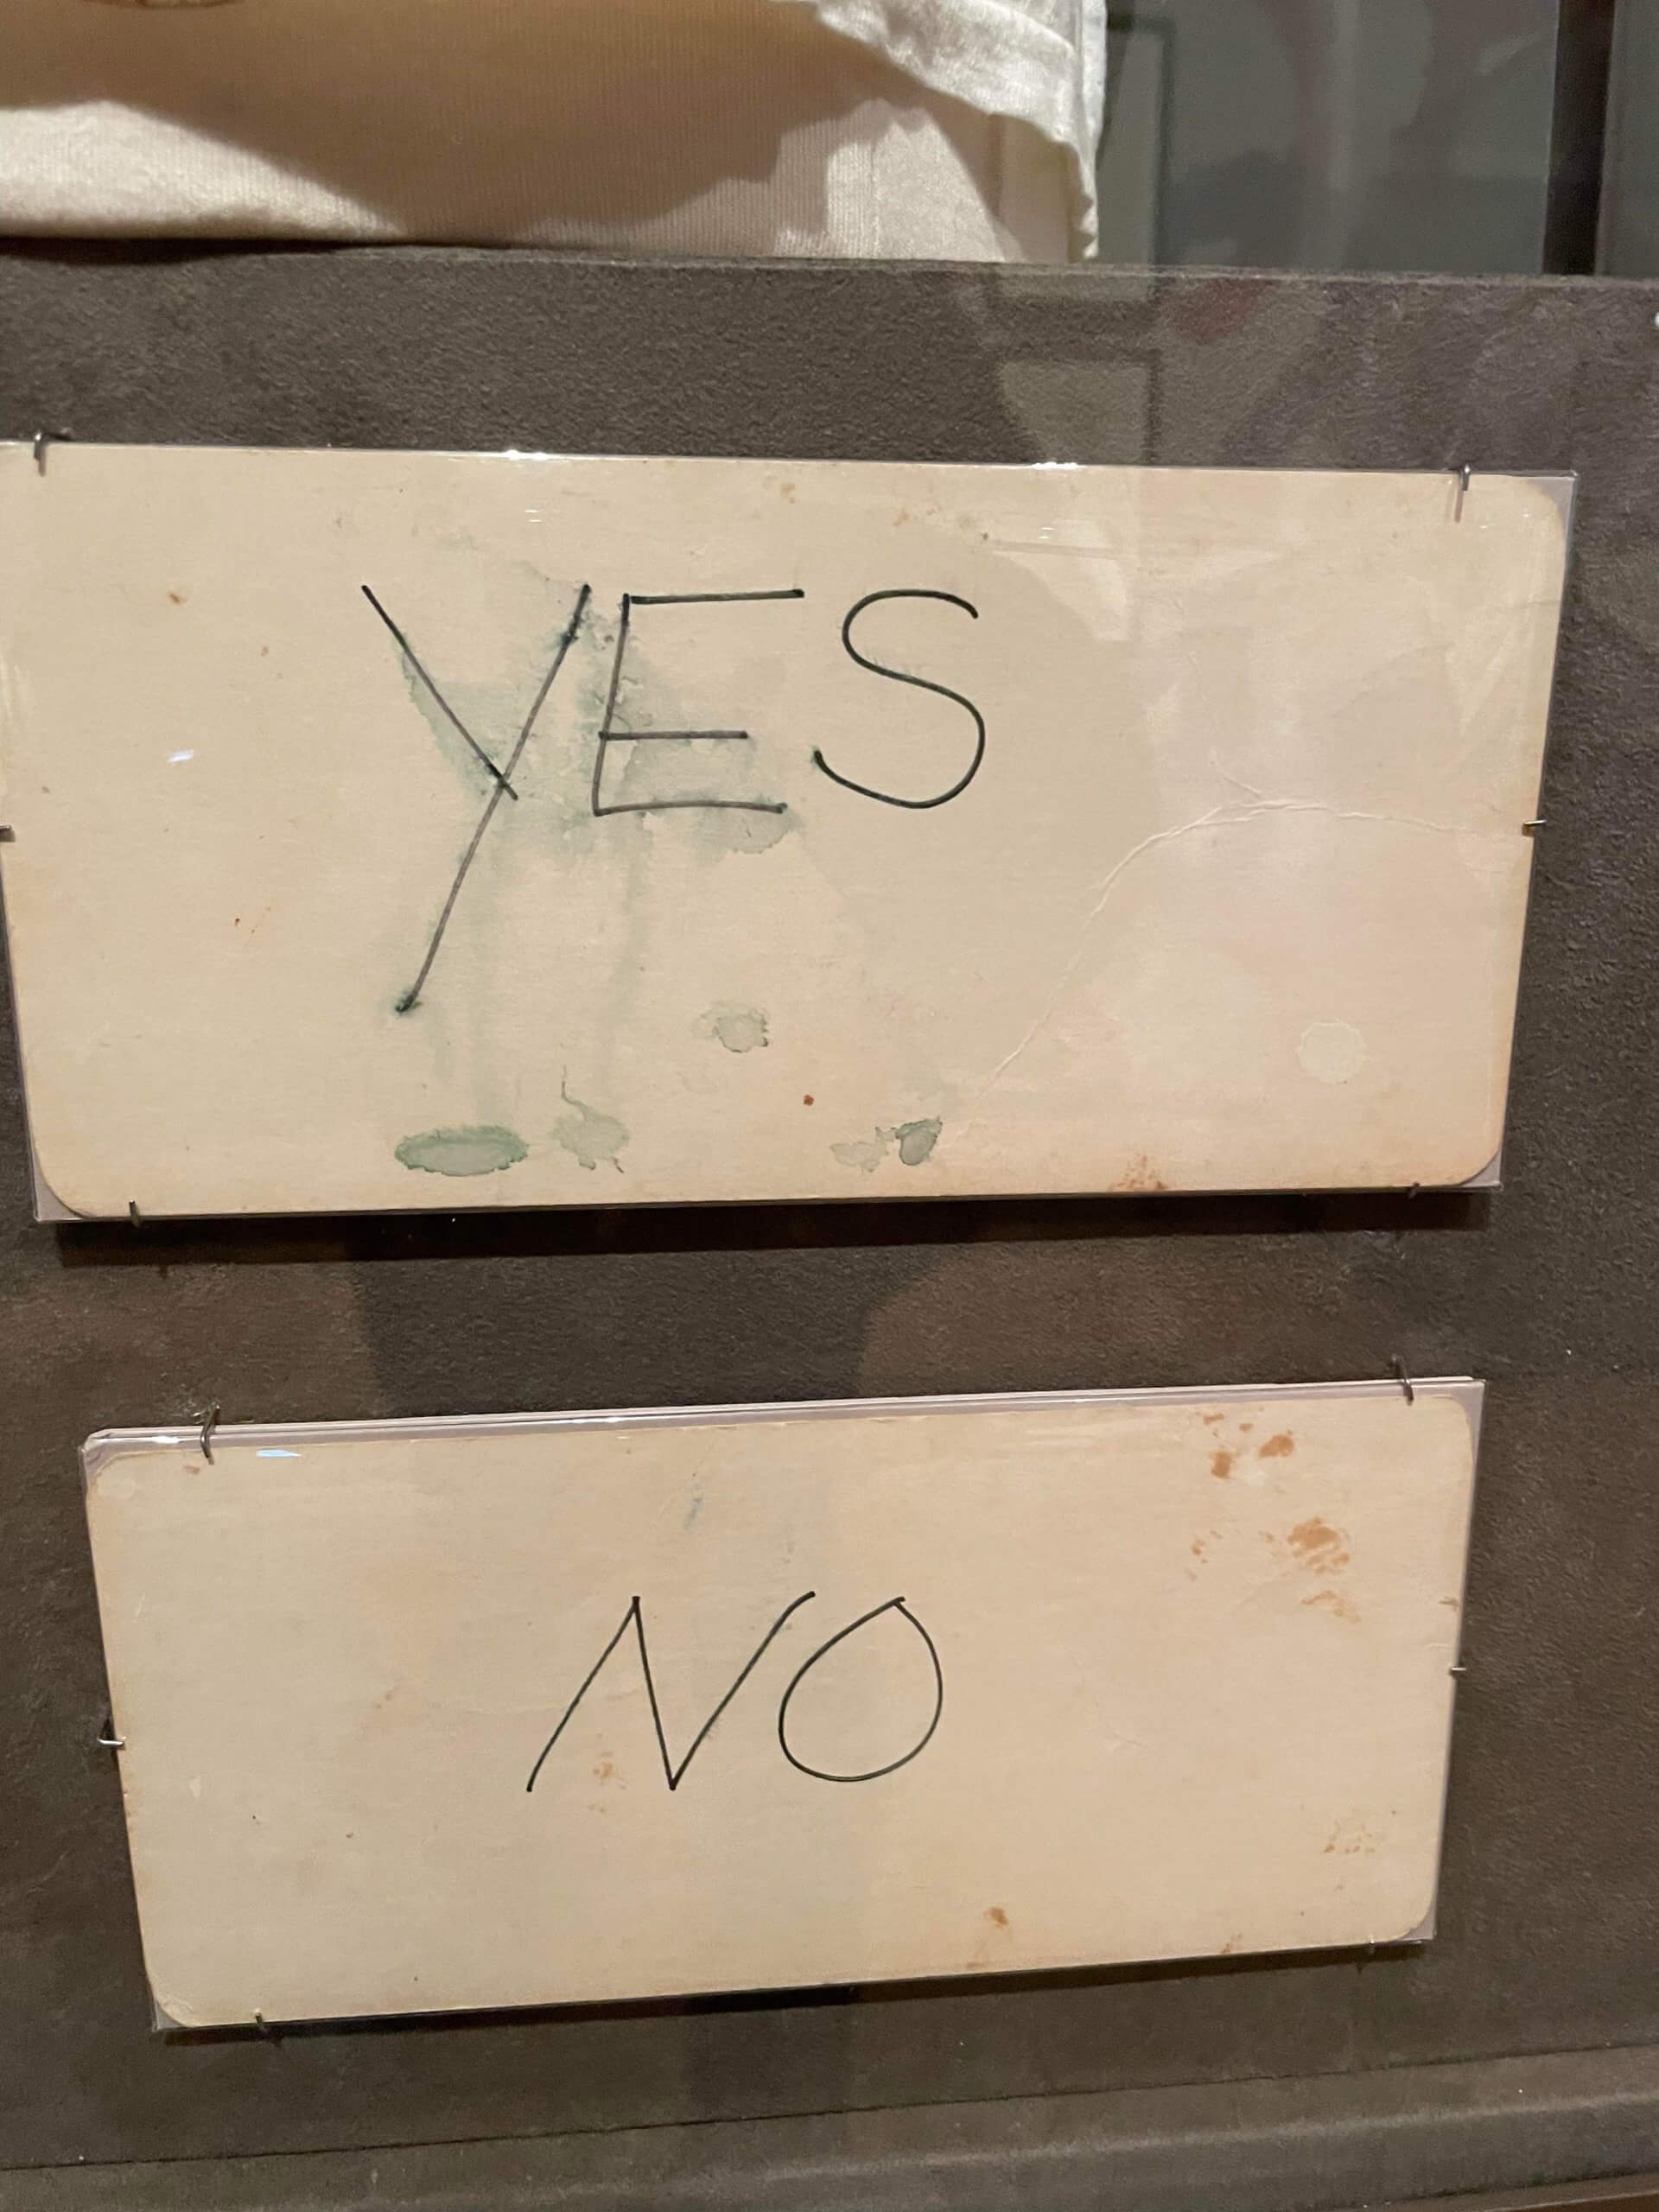 YES
NO